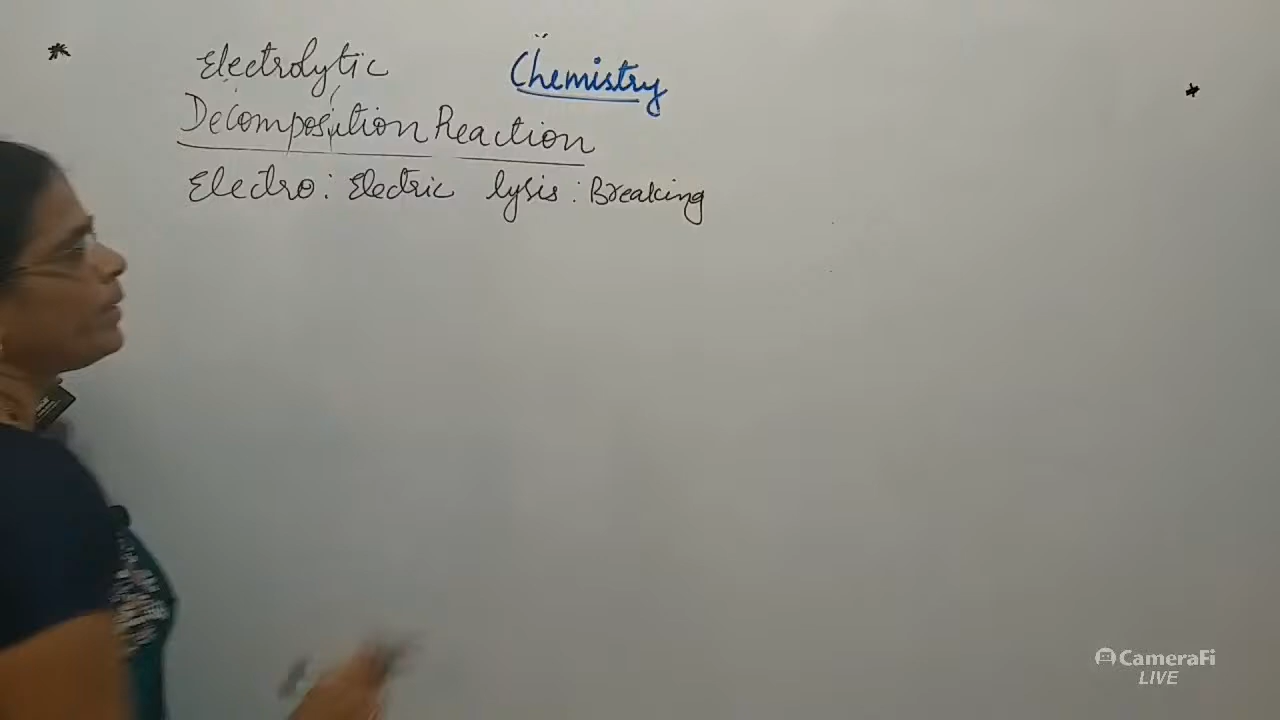 Chemistry
Electrolytic
Decomposition Reaction
Electro: Electric lysis: Breaking
CameraFi
LIVE